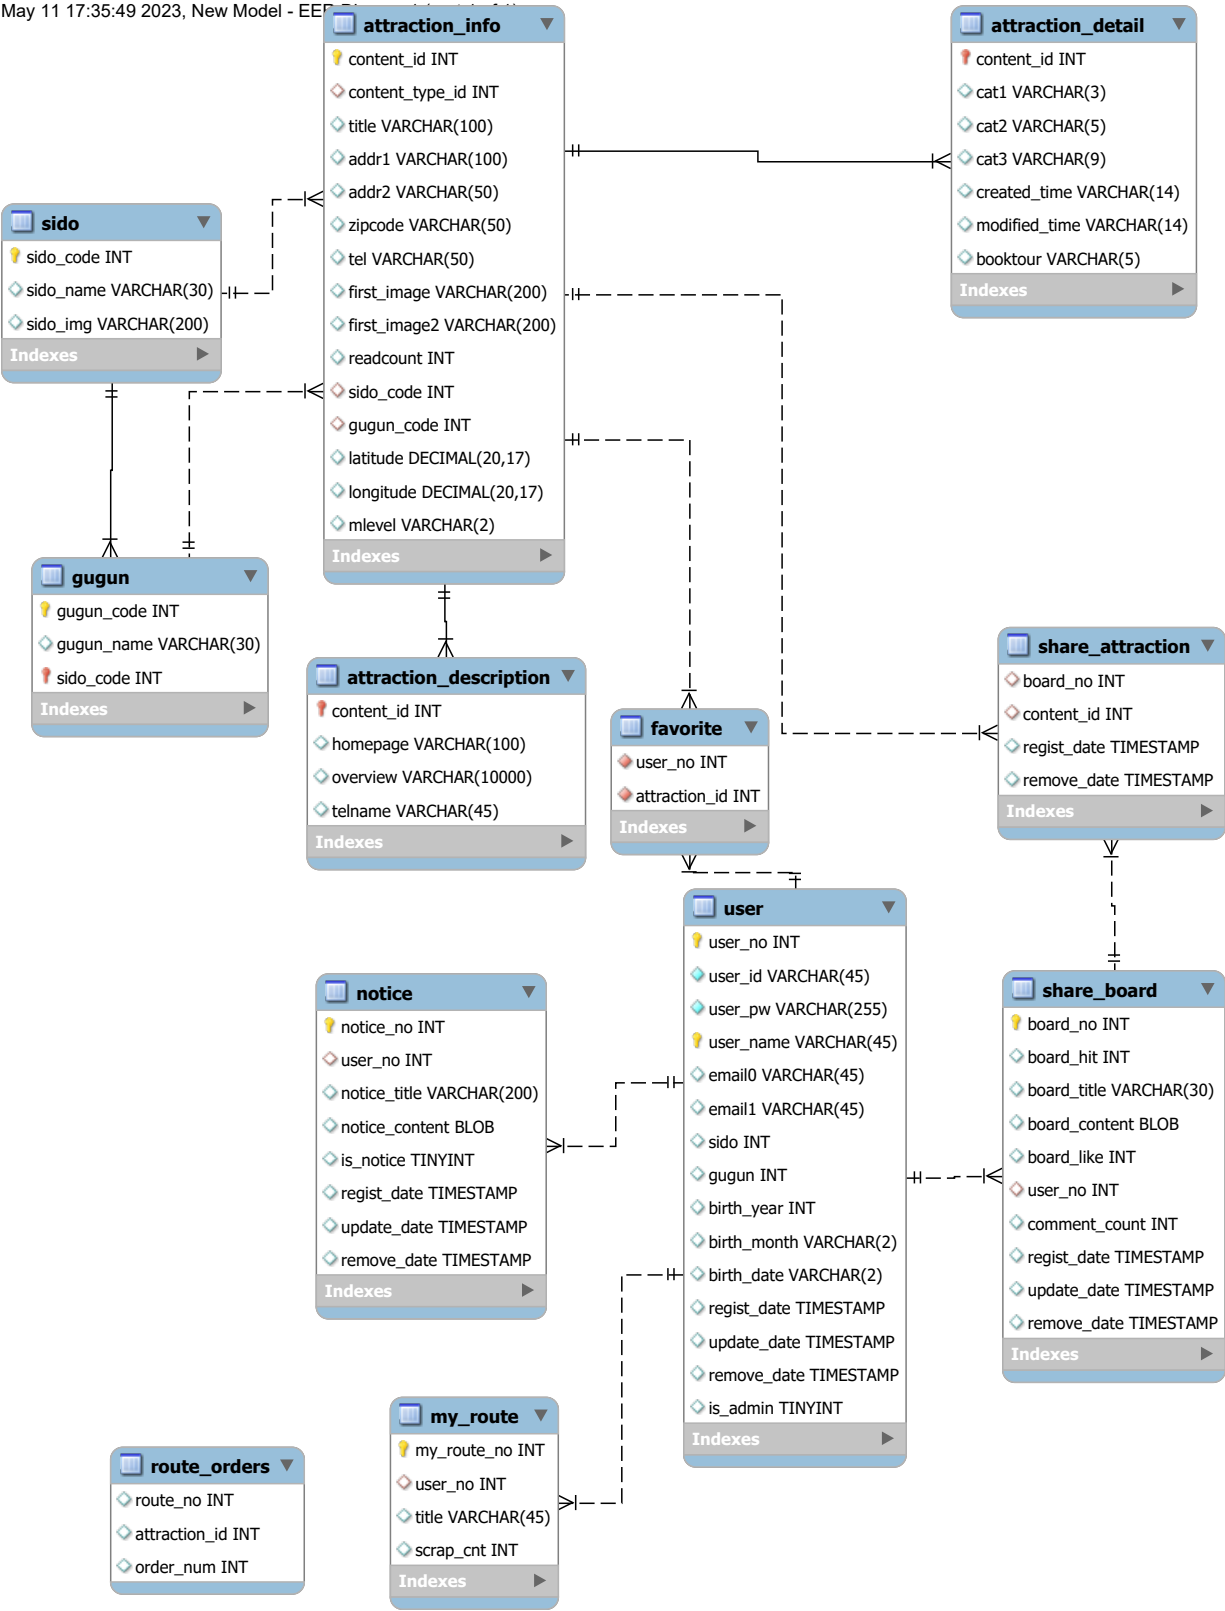 May 11 17:35:49 2023, New Model - EER
attraction_info
content_id INT
content_type_id INT
title VARCHAR(100)
addr1 VARCHAR(100)
addr2 VARCHAR(50)
zipcode VARCHAR(50)
tel VARCHAR(50)
first_image VARCHAR(200)
first_image2 VARCHAR(200)
readcount INT
sido_code INT
gugun_code INT
latitude DECIMAL(20,17)
longitude DECIMAL(20,17)
mlevel VARCHAR(2)
Indexes
attraction_detail
content_id INT
cat1 VARCHAR(3)
cat2 VARCHAR(5)
cat3 VARCHAR(9)
created_time VARCHAR(14)
modified_time VARCHAR(14)
booktour VARCHAR(5)
Indexes
sido
sido_code INT
sido_name VARCHAR(30)
sido_img VARCHAR(200)
Indexes
gugun
gugun_code INT
gugun_name VARCHAR(30)
sido_code INT
Indexes
attraction_description
content_id INT
homepage VARCHAR(100)
overview VARCHAR(10000)
telname VARCHAR(45)
Indexes
favorite
user_no INT
attraction_id INT
Indexes
share_attraction
board_no INT
content_id INT
regist_date TIMESTAMP
remove_date TIMESTAMP
Indexes
user
user_no INT
user_id VARCHAR(45)
user_pw VARCHAR(255)
user_name VARCHAR(45)
email0 VARCHAR(45)
email1 VARCHAR(45)
sido INT
gugun INT
birth_year INT
birth_month VARCHAR(2)
birth_date VARCHAR(2)
regist_date TIMESTAMP
update_date TIMESTAMP
remove_date TIMESTAMP
is_admin TINYINT
Indexes
notice
notice_no INT
user_no INT
notice_title VARCHAR(200)
notice_content BLOB
is_notice TINYINT
regist_date TIMESTAMP
update_date TIMESTAMP
remove_date TIMESTAMP
Indexes
share_board
board_no INT
board_hit INT
board_title VARCHAR(30)
board_content BLOB
board_like INT
user_no INT
comment_count INT
regist_date TIMESTAMP
update_date TIMESTAMP
remove_date TIMESTAMP
Indexes
my_route
my_route_no INT
user_no INT
title VARCHAR(45)
scrap_cnt INT
Indexes
route_orders
route_no INT
attraction_id INT
order_num INT